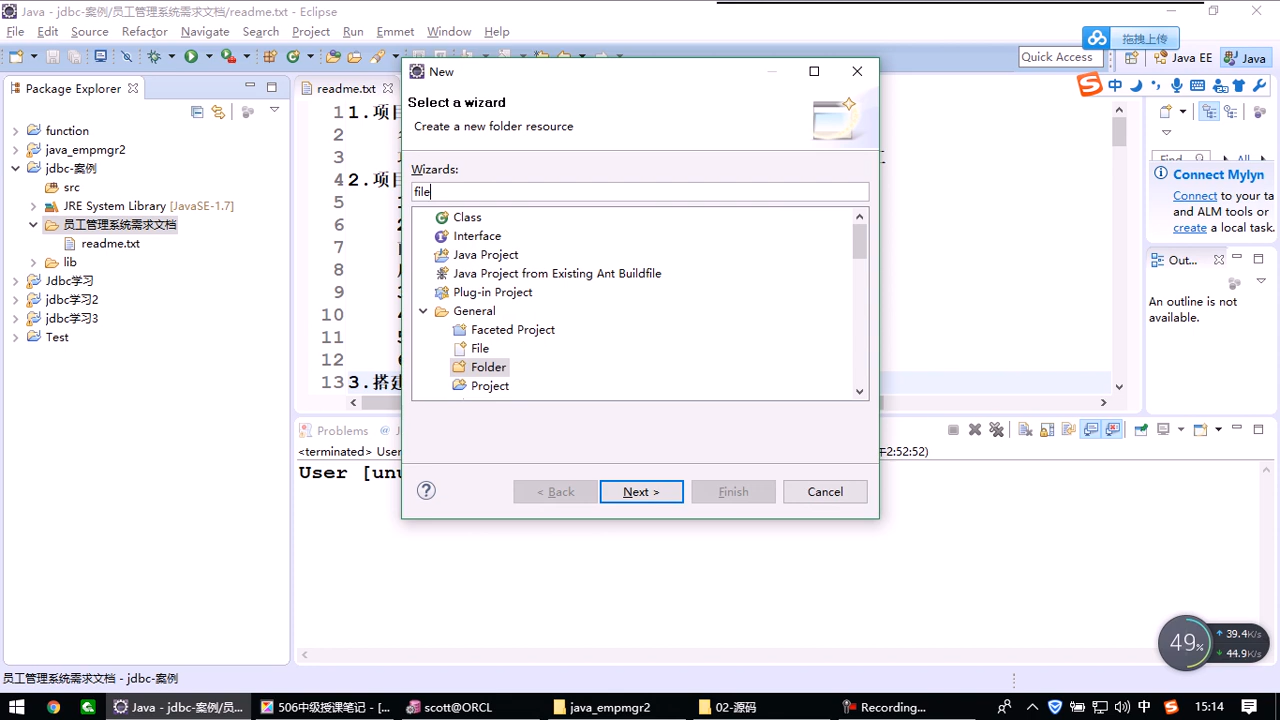 Java - jdbc-案例/员工管理系统需求文档/readme.txt - Eclipse
File Edit Source Refactor Navigate Search Project Run Emmet Window Help
拖拽上传
Quick Access
Java EE
Java
中
Package Explorer
function
java_empmgr2
jdbc-案例
src
JRE System Library [JavaSE-1.7]
员工管理系统需求文档
readme.txt
lib
Jdbc学习
jdbc学习2
jdbc学习3
Test
readme.txt
1 1.项
2
3
4 2.项
5
6
7
8
9
10
11
12
13 3.搭
New
Select a wizard
Create a new folder resource
Wizards:
file
Class
Interface
Java Project
Java Project from Existing Ant Buildfile
Plug-in Project
General
Faceted Project
File
Folder
Project
< Back
Next >
Finish
Cancel
Find
All
Connect Mylyn
Connect to your ta
and ALM tools or
create a local task.
Out...
An outline is not
available.
Problems
@ J
<terminated> User
午2:52:52)
User [unu
49%
39.4K/s
44.9K/s
员工管理系统需求文档 - jdbc-案例
Java - jdbc-案例/员...
506中级授课笔记 - [...
scott@ORCL
java_empmgr2
02-源码
Recording...
中
15:14